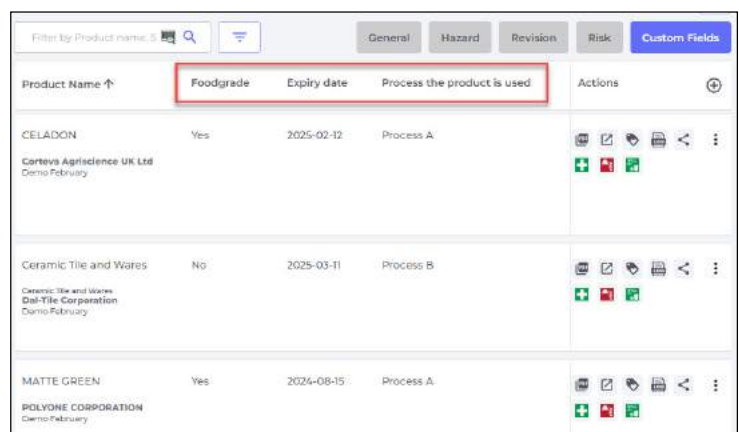 Filter by Product name, S
General Hazard Revision Risk Custom Fields
Product Name Foodgrade Expiry date Process the product is used Actions
CELADON Yes 2025-02-12 Process A
Corteva Agriscience UK Ltd
Demo February
Ceramic Tile and Wares No 2025-03-11 Process B
Ceramic Tile and Wares
Dal-Tile Corporation
Demo February
MATTE GREEN Yes 2024-08-15 Process A
POLYONE CORPORATION
Demo February